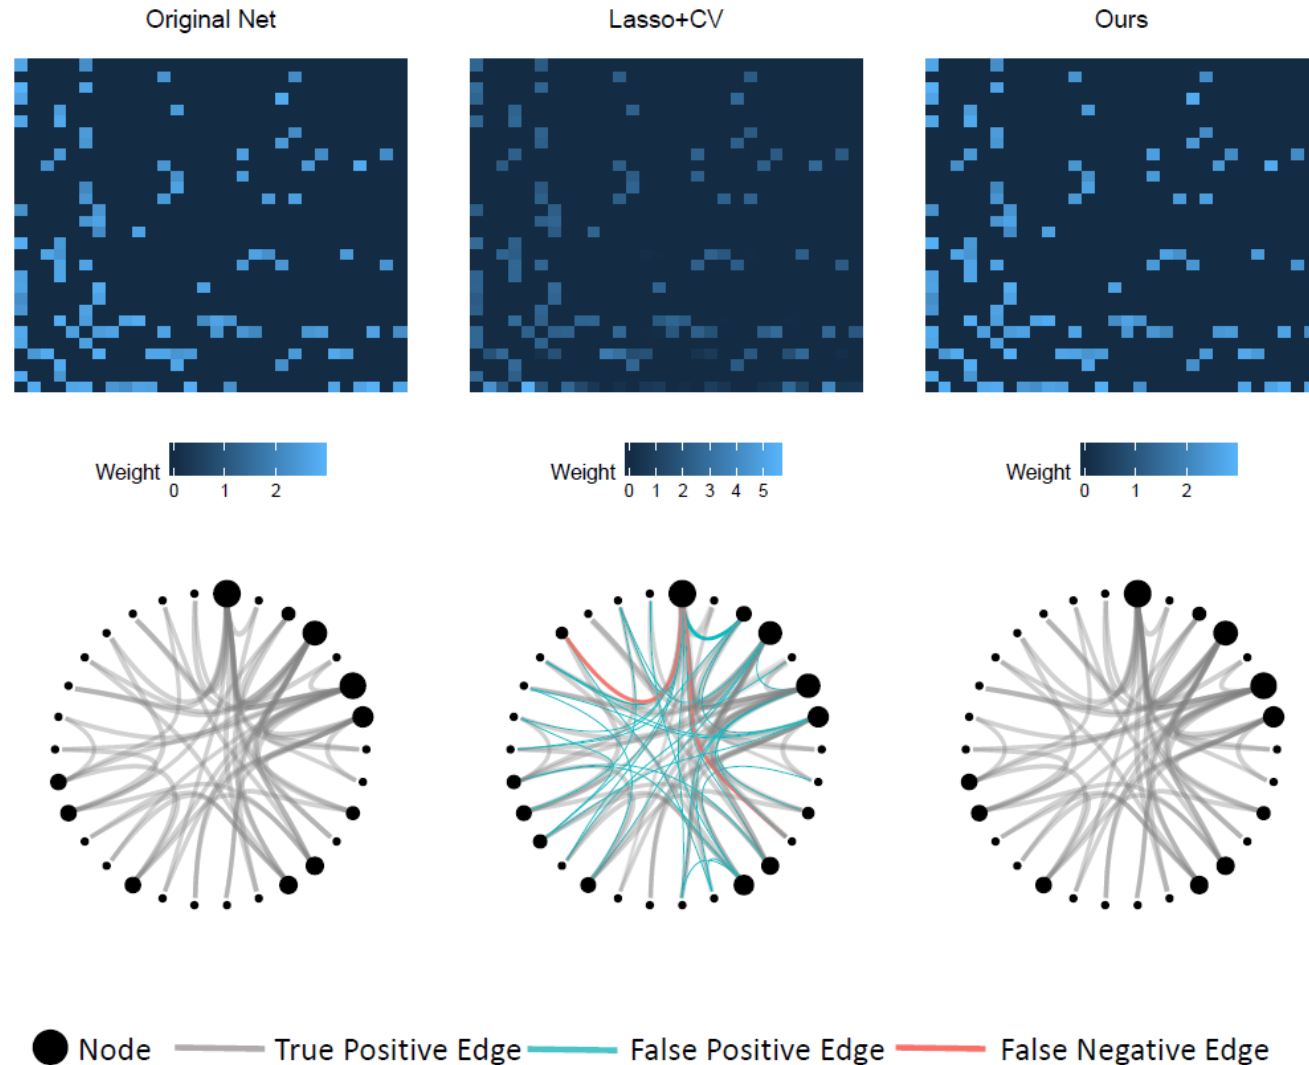 Original Net
Lasso+CV
Ours
Weight
0 1 2
Weight
0 1 2 3 4 5
Weight
0 1 2
Node
True Positive Edge
False Positive Edge
False Negative Edge